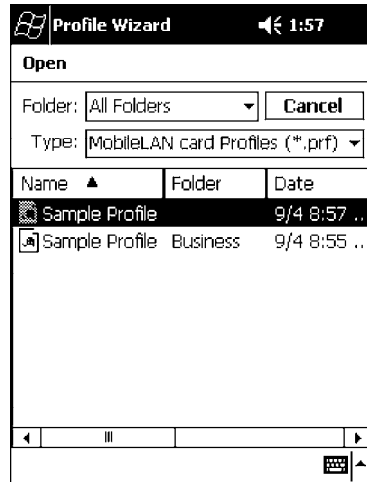 Profile Wizard 1:57
Open
Folder: All Folders Cancel
Type: MobileLAN card Profiles (*.prf)
Name Folder Date
Sample Profile 9/4 8:57 ..
Sample Profile Business 9/4 8:55 ..